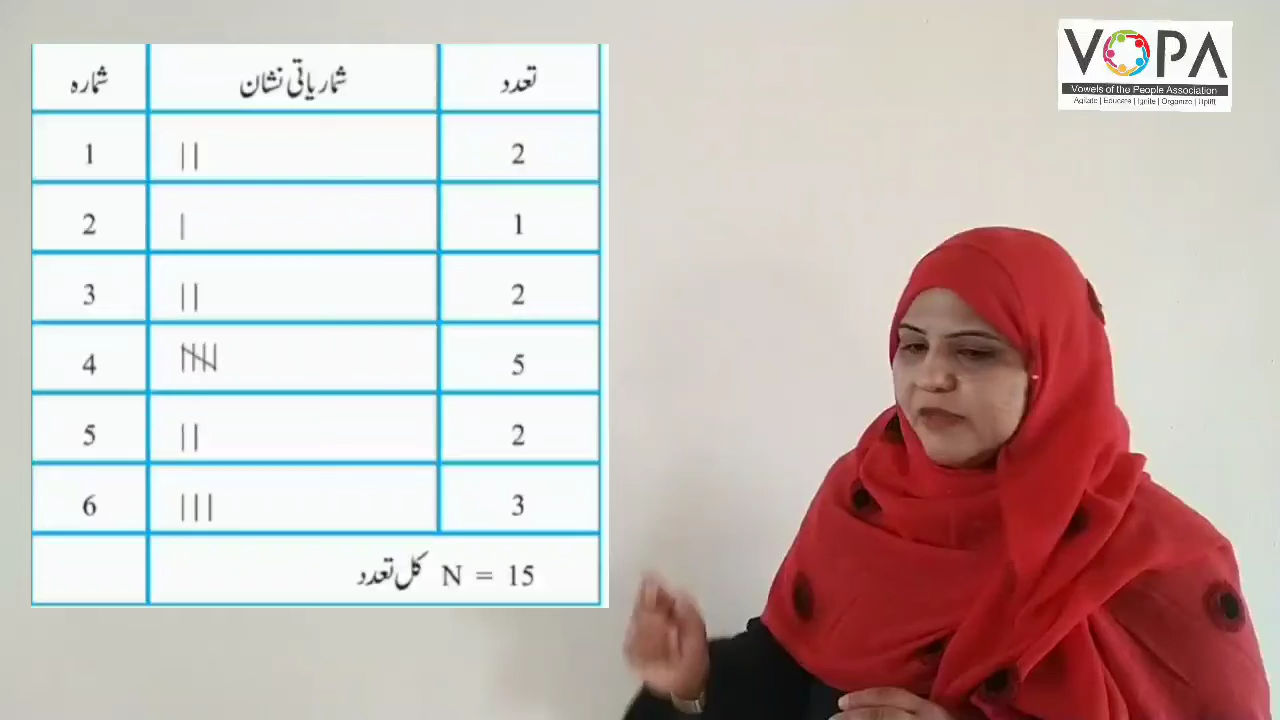 شمارہ شماریاتی نشان تعدد
1 || 2
2 | 1
3 || 2
4 |||| 5
5 || 2
6 ||| 3
کل تعدد N = 15
VOPA
Vowels of the People Association
Agitate | Educate | Ignite | Organize | Uplift